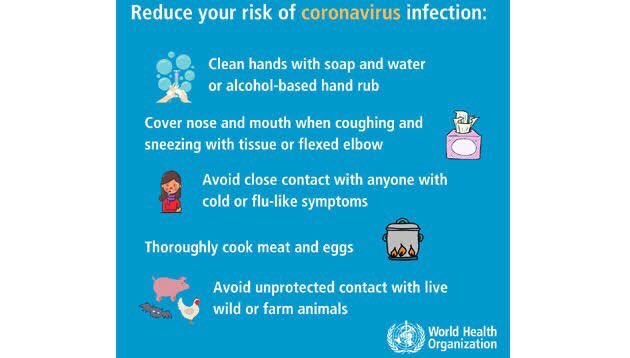 Reduce your risk of coronavirus infection:
Clean hands with soap and water
or alcohol-based hand rub
Cover nose and mouth when coughing and
sneezing with tissue or flexed elbow
Avoid close contact with anyone with
cold or flu-like symptoms
Thoroughly cook meat and eggs
Avoid unprotected contact with live
wild or farm animals
World Health
Organization